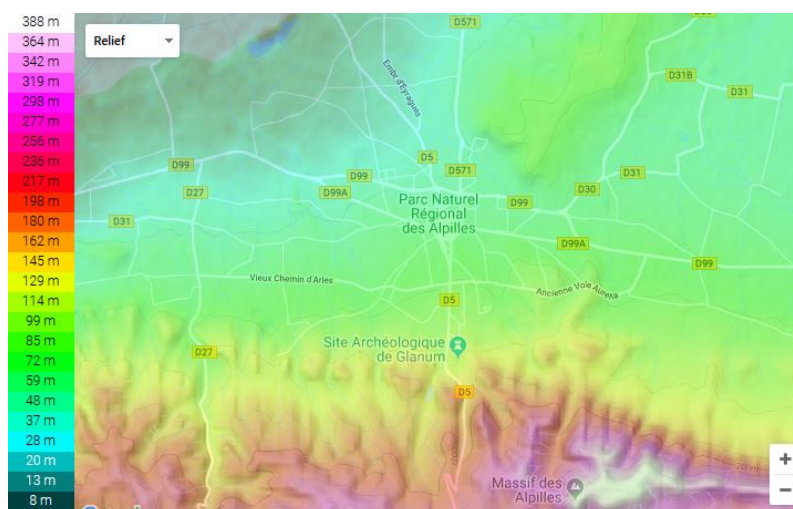 388 m
364 m
342 m
319 m
298 m
277 m
256 m
236 m
217 m
198 m
180 m
162 m
145 m
129 m
114 m
99 m
85 m
72 m
59 m
48 m
37 m
28 m
20 m
13 m
8 m
Relief
D571
Embr d'Eyragues
D31B
D31
D99
D5
D571
D27
D99A
D99
D30
D31
D31
Parc Naturel
Régional
des Alpilles
D99
D99A
D99
Vieux Chemin d'Arles
Ancienne Voie Aurelia
D5
Site Archéologique
de Glanum
D27
D5
Massif des
Alpilles
+
−